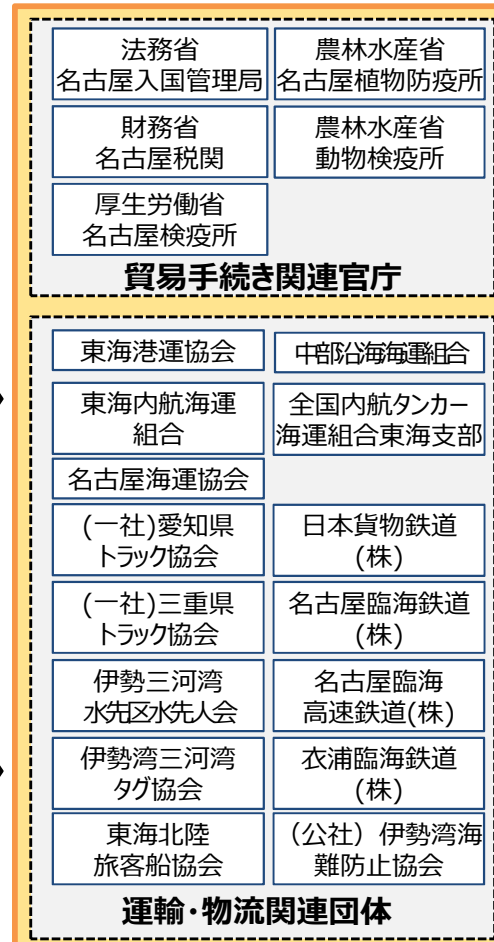 法務省
名古屋入国管理局
農林水産省
名古屋植物防疫所
財務省
名古屋税関
農林水産省
動物検疫所
厚生労働省
名古屋検疫所
貿易手続き関連官庁
東海港運協会
中部沿海海運組合
東海内航海運
組合
全国内航タンカー
海運組合東海支部
名古屋海運協会
(一社)愛知県
トラック協会
日本貨物鉄道
(株)
(一社)三重県
トラック協会
名古屋臨海鉄道
(株)
伊勢三河湾
水先区水先人会
名古屋臨海
高速鉄道(株)
伊勢湾三河湾
タグ協会
衣浦臨海鉄道
(株)
東海北陸
旅客船協会
（公社）伊勢湾海
難防止協会
運輸・物流関連団体